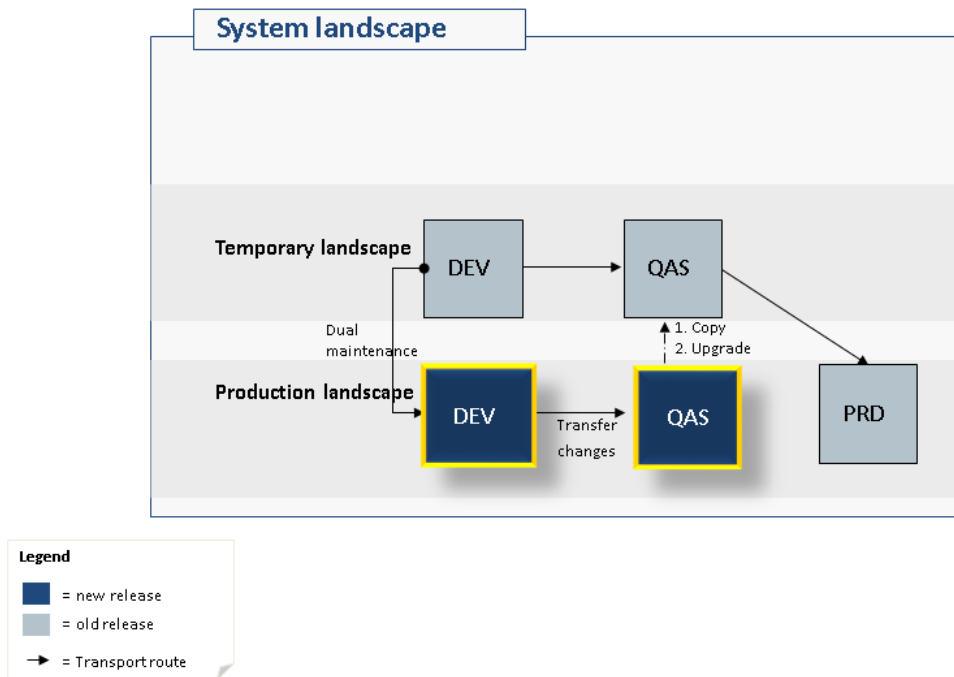 System landscape
Temporary landscape
DEV
QAS
Dual
maintenance
1. Copy
2. Upgrade
Production landscape
DEV
Transfer
changes
QAS
PRD
Legend
= new release
= old release
= Transport route